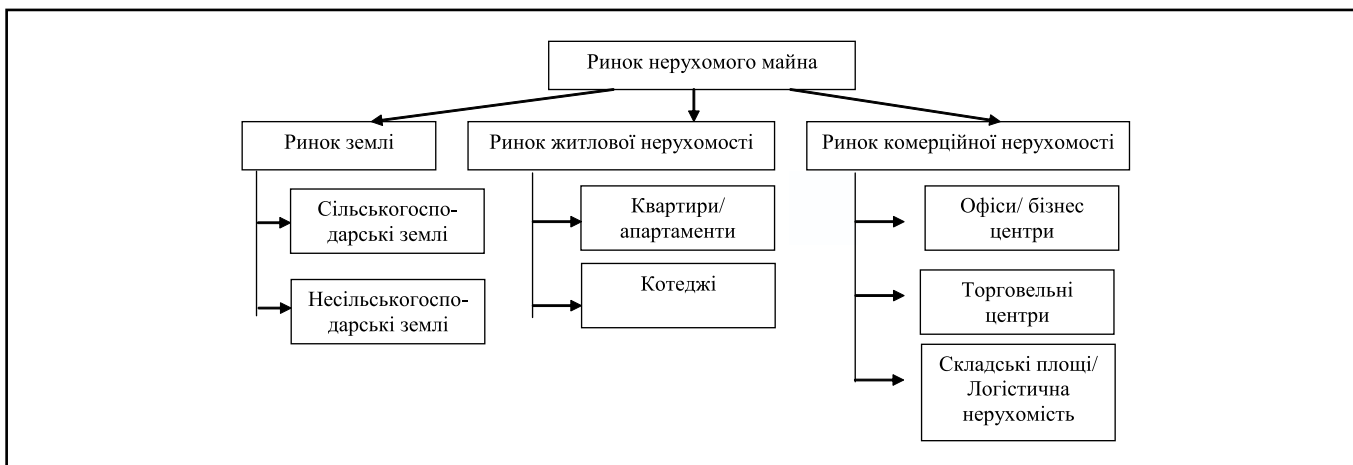 Ринок нерухомого майна
Ринок землі
Ринок житлової нерухомості
Ринок комерційної нерухомості
Сільськогоспо-
дарські землі
Несільськогоспо-
дарські землі
Квартири/
апартаменти
Котеджі
Офіси/ бізнес
центри
Торговельні
центри
Складські площі/
Логістична
нерухомість